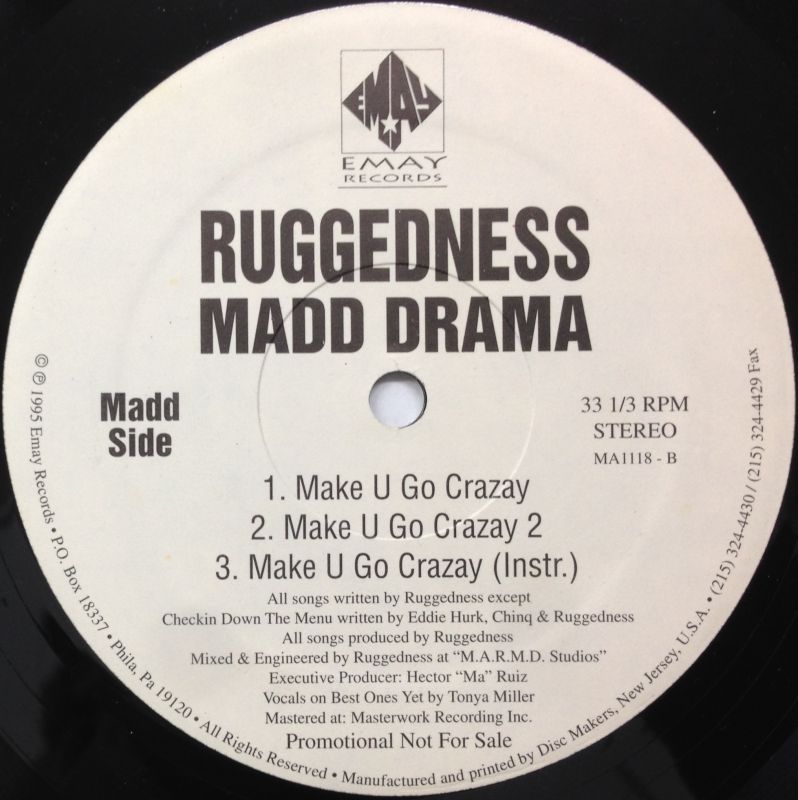 EMAY
EMAY
RECORDS
RUGGEDNESS
MADD DRAMA
Madd
Side
33 1/3 RPM
STEREO
MA1118 - B
1. Make U Go Crazay
2. Make U Go Crazay 2
3. Make U Go Crazay (Instr.)
All songs written by Ruggedness except
Checkin Down The Menu written by Eddie Hurk, Chinq & Ruggedness
All songs produced by Ruggedness
Mixed & Engineered by Ruggedness at “M.A.R.M.D. Studios”
Executive Producer: Hector “Ma” Ruiz
Vocals on Best Ones Yet by Tonya Miller
Mastered at: Masterwork Recording Inc.
Promotional Not For Sale
© ℗ 1995 Emay Records • P.O. Box 18337 • Phila, Pa 19120 • All Rights Reserved • Manufactured and printed by Disc Makers, New Jersey, U.S.A. • (215) 324-4430 / (215) 324-4429 Fax